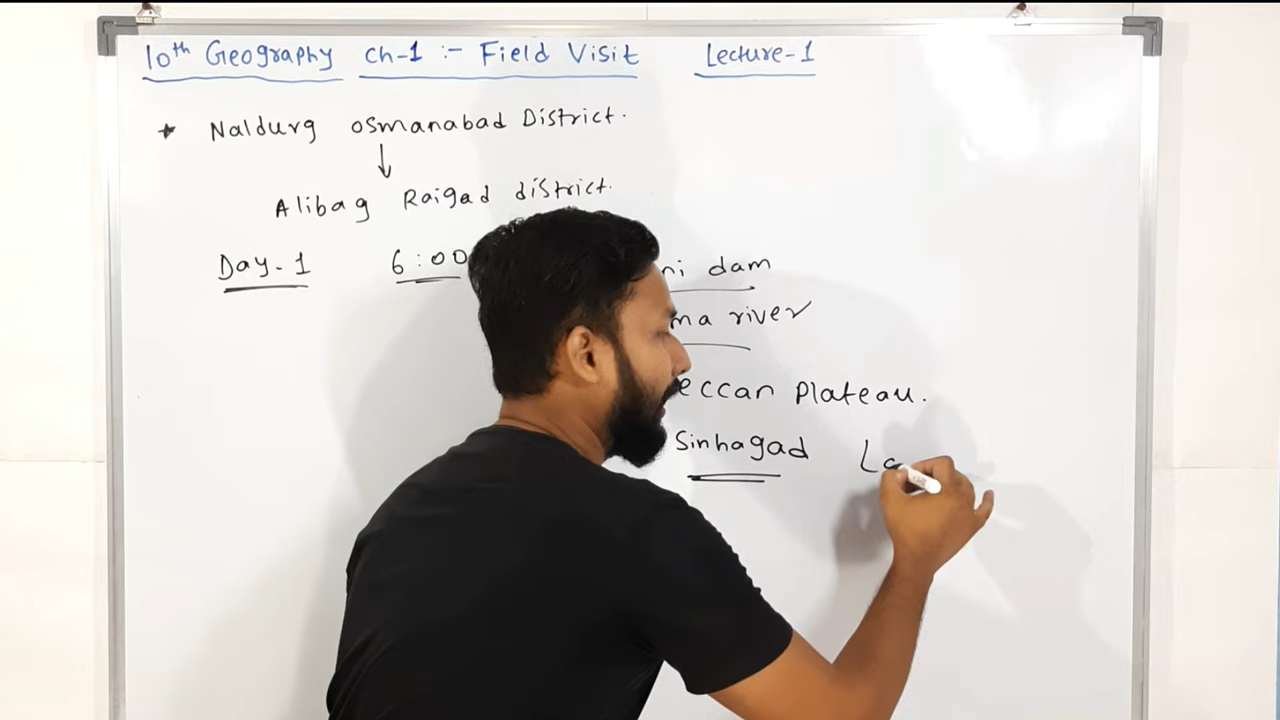 10th Geography ch-1 :- Field Visit Lecture-1
* Naldurg osmanabad District.
↓
Alibag Raigad district.
Day-1 6:00 dam
river
Plateau.
Sinhagad